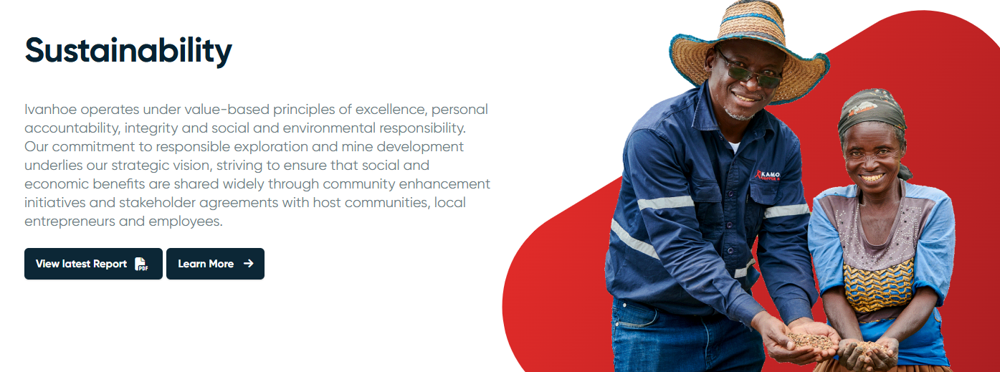 Sustainability
Ivanhoe operates under value-based principles of excellence, personal
accountability, integrity and social and environmental responsibility.
Our commitment to responsible exploration and mine development
underlies our strategic vision, striving to ensure that social and
economic benefits are shared widely through community enhancement
initiatives and stakeholder agreements with host communities, local
entrepreneurs and employees.
View latest Report PDF Learn More
KAMO